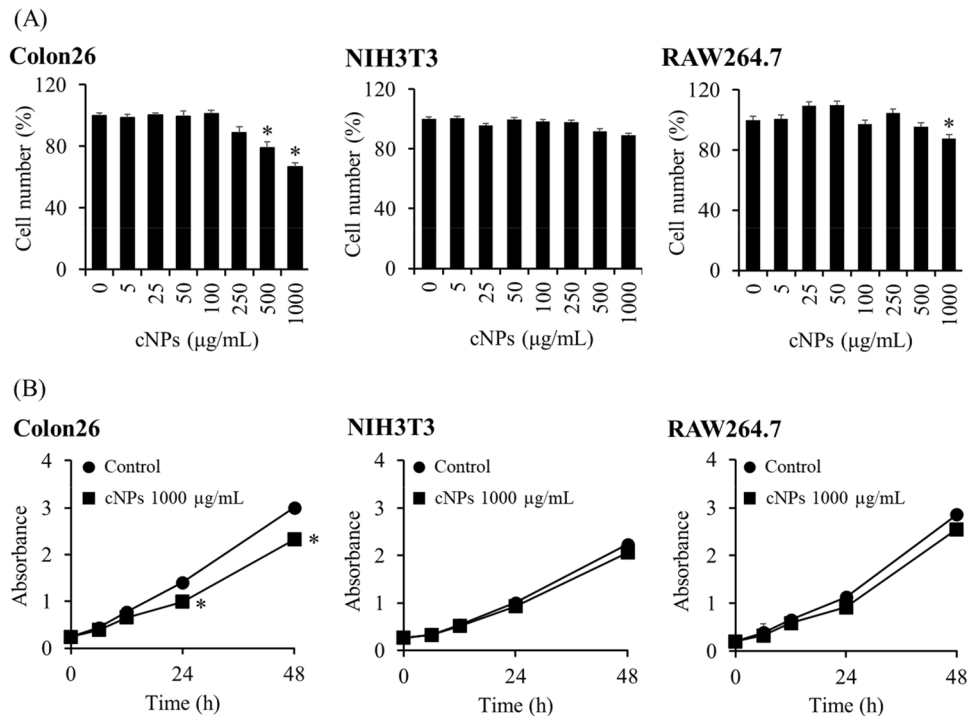 (A)
Colon26
NIH3T3
RAW264.7
Cell number (%)
120
80
40
0
0
5
25
50
100
250
500
1000
*
*
cNPs (µg/mL)
Cell number (%)
120
80
40
0
0
5
25
50
100
250
500
1000
cNPs (µg/mL)
Cell number (%)
120
80
40
0
0
5
25
50
100
250
500
1000
*
cNPs (µg/mL)
(B)
Colon26
NIH3T3
RAW264.7
Absorbance
4
3
2
1
0
Control
cNPs 1000 µg/mL
*
*
0
24
48
Time (h)
Absorbance
4
3
2
1
0
Control
cNPs 1000 µg/mL
0
24
48
Time (h)
Absorbance
4
3
2
1
0
Control
cNPs 1000 µg/mL
0
24
48
Time (h)